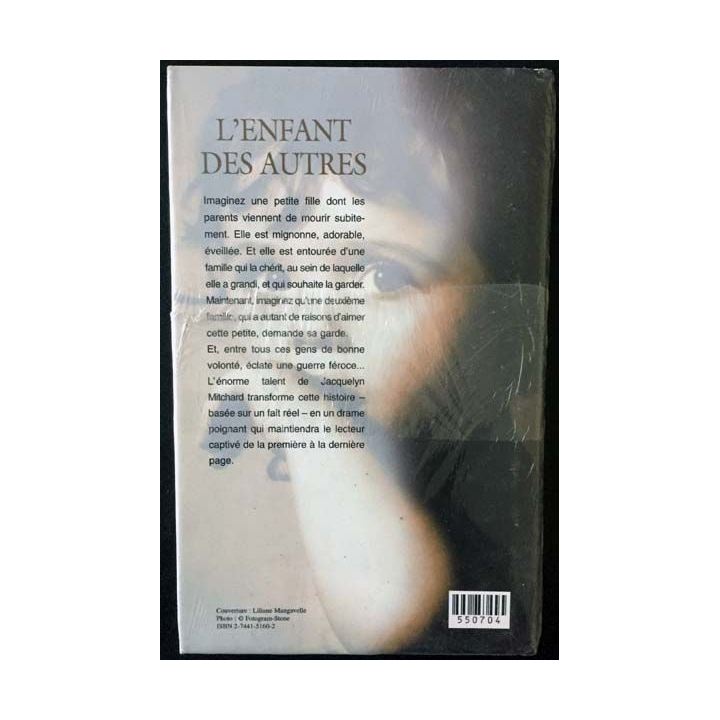 L'ENFANT
DES AUTRES
Imaginez une petite fille dont les
parents viennent de mourir subite-
ment. Elle est mignonne, adorable,
éveillée. Et elle est entourée d'une
famille qui la chérit, au sein de laquelle
elle a grandi, et qui souhaite la garder.
Maintenant, imaginez qu'une deuxième
famille, qui a autant de raisons d'aimer
cette petite, demande sa garde.
Et, entre tous ces gens de bonne
volonté, éclate une guerre féroce...
L'énorme talent de Jacquelyn
Mitchard transforme cette histoire –
basée sur un fait réel – en un drame
poignant qui maintiendra le lecteur
captivé de la première à la dernière
page.
Couverture : Liliane Mangavelle
Photo : © Fotogram-Stone
ISBN 2-7441-5160-2
550704